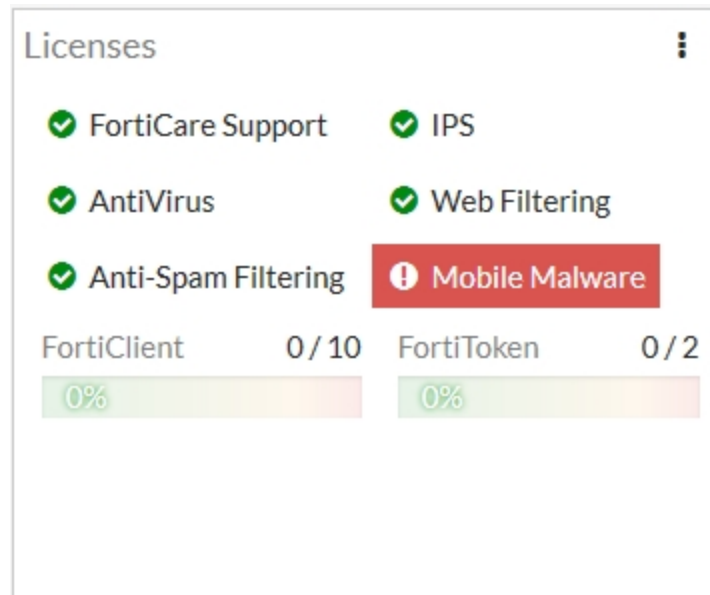 Licenses
FortiCare Support IPS
AntiVirus Web Filtering
Anti-Spam Filtering Mobile Malware
FortiClient 0 / 10 FortiToken 0 / 2
0% 0%